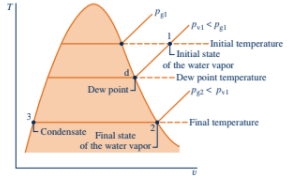 T
p_g1
p_v1 < p_g1
1
Initial temperature
Initial state
of the water vapor
d
Dew point temperature
Dew point
p_g2 < p_v1
3
Final temperature
Condensate
2
Final state
of the water vapor
υ